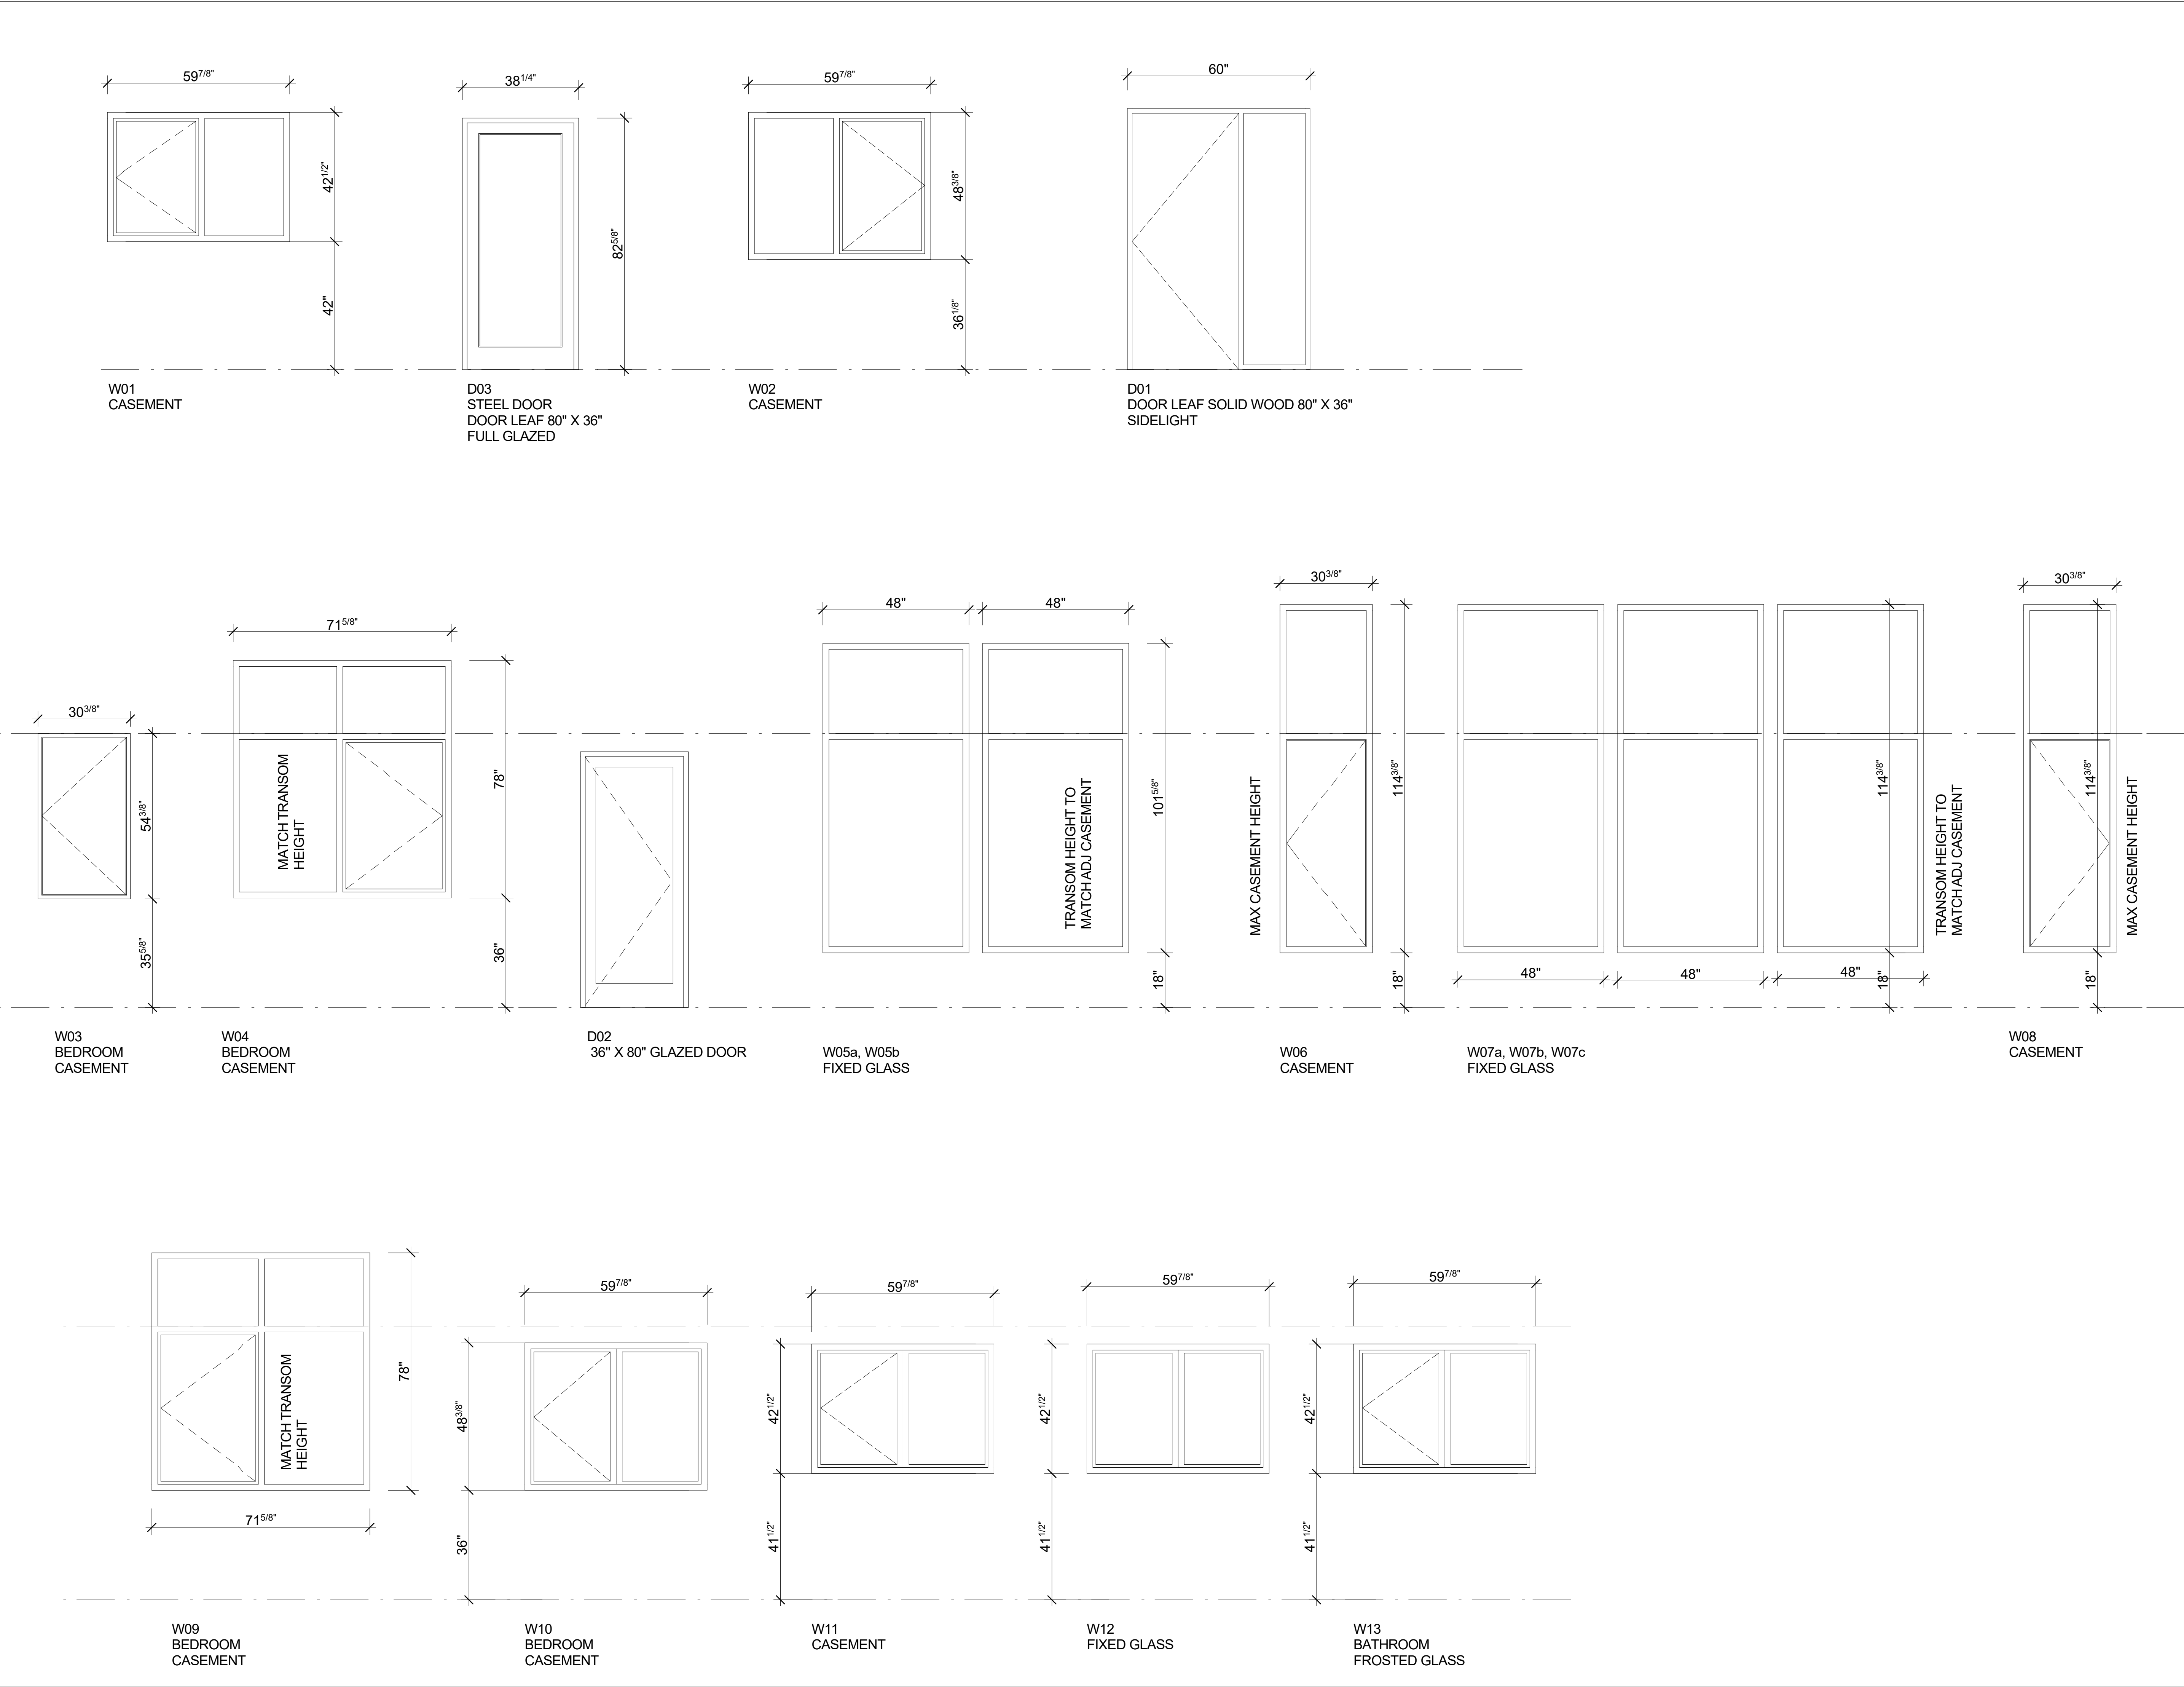 59 7/8"
38 1/4"
59 7/8"
60"
42 1/2"
42"
82 5/8"
48 3/8"
36 1/8"
W01
CASEMENT
D03
STEEL DOOR
DOOR LEAF 80" X 36"
FULL GLAZED
W02
CASEMENT
D01
DOOR LEAF SOLID WOOD 80" X 36"
SIDELIGHT
30 3/8"
54 3/8"
35 5/8"
W03
BEDROOM
CASEMENT
71 5/8"
MATCH TRANSOM
HEIGHT
78"
36"
W04
BEDROOM
CASEMENT
D02
36" X 80" GLAZED DOOR
48"
48"
TRANSOM HEIGHT TO
MATCH ADJ CASEMENT
101 5/8"
18"
W05a, W05b
FIXED GLASS
30 3/8"
MAX CASEMENT HEIGHT
114 3/8"
18"
W06
CASEMENT
48"
48"
48"
114 3/8"
18"
TRANSOM HEIGHT TO
MATCH ADJ CASEMENT
W07a, W07b, W07c
FIXED GLASS
30 3/8"
114 3/8"
18"
MAX CASEMENT HEIGHT
W08
CASEMENT
MATCH TRANSOM
HEIGHT
78"
71 5/8"
W09
BEDROOM
CASEMENT
59 7/8"
48 3/8"
36"
W10
BEDROOM
CASEMENT
59 7/8"
42 1/2"
41 1/2"
W11
CASEMENT
59 7/8"
42 1/2"
41 1/2"
W12
FIXED GLASS
59 7/8"
42 1/2"
41 1/2"
W13
BATHROOM
FROSTED GLASS